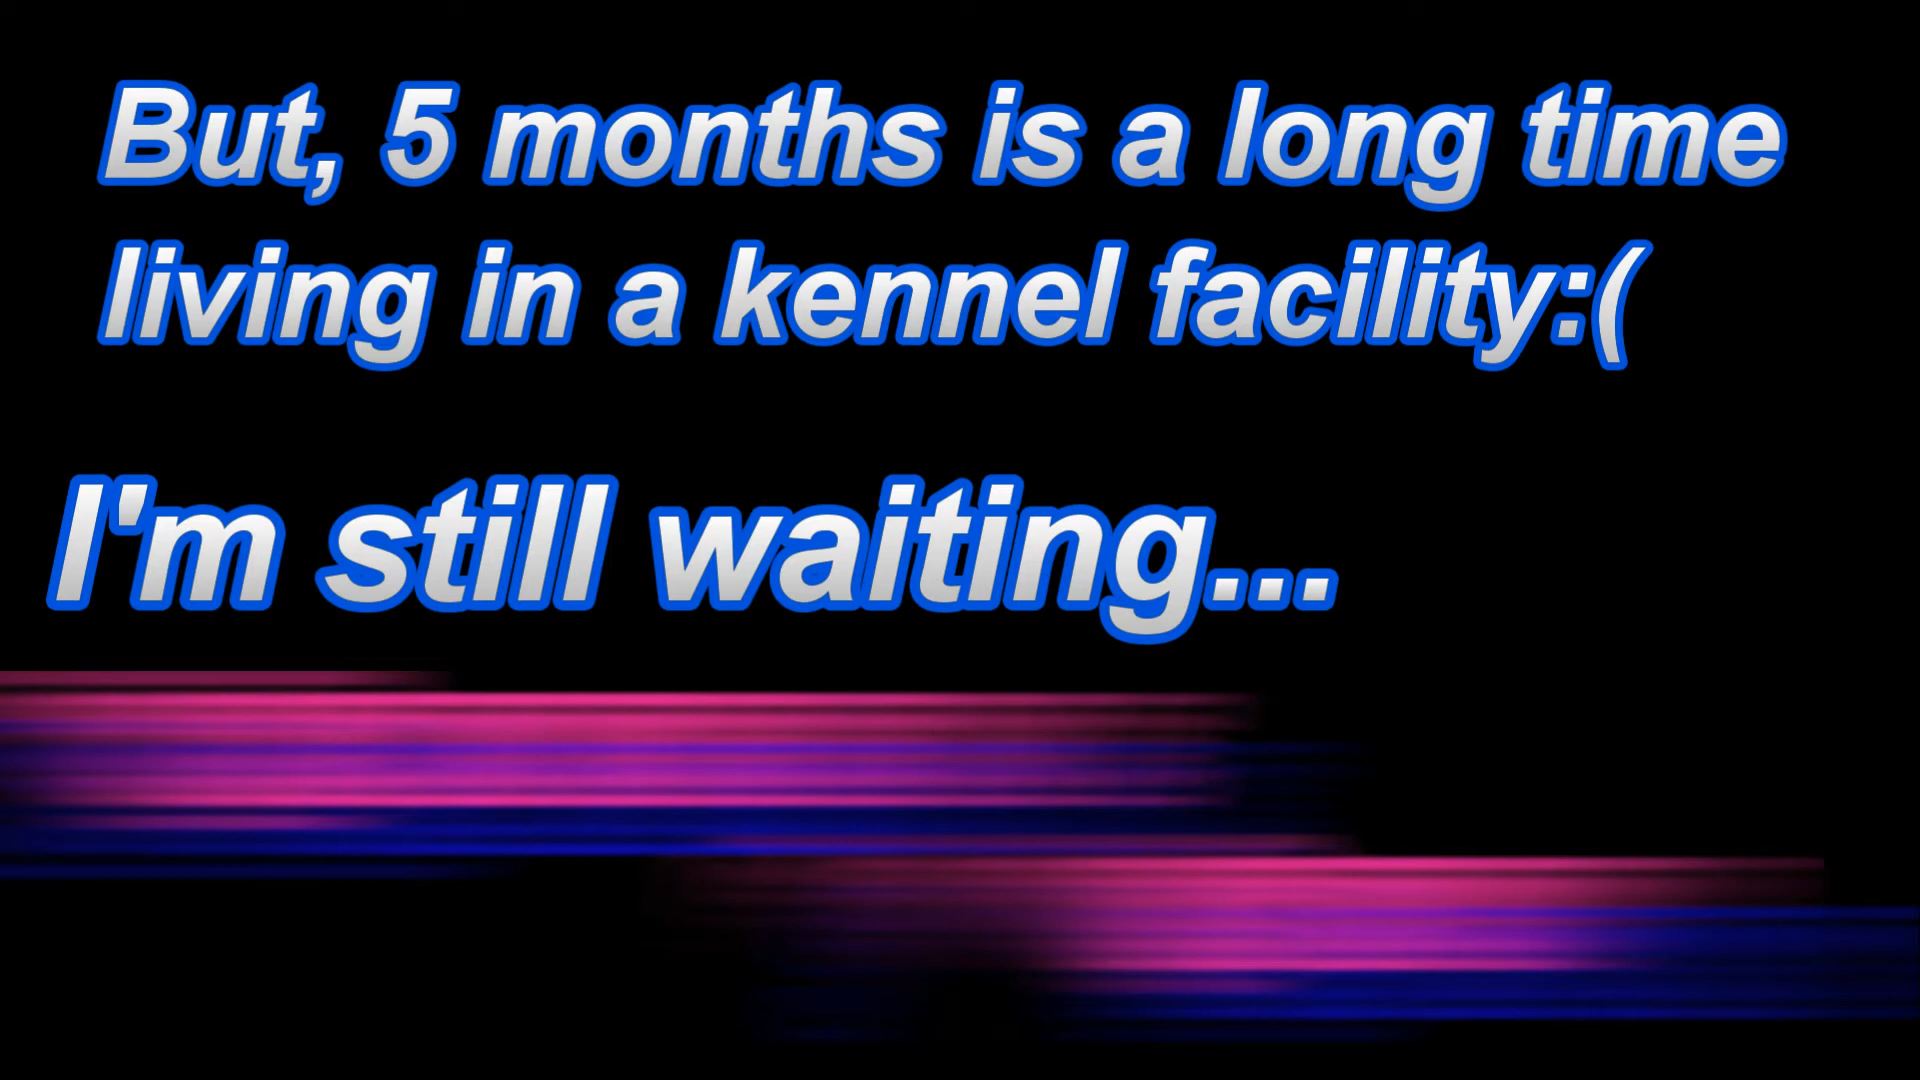 But, 5 months is a long time
living in a kennel facility:(
I'm still waiting...